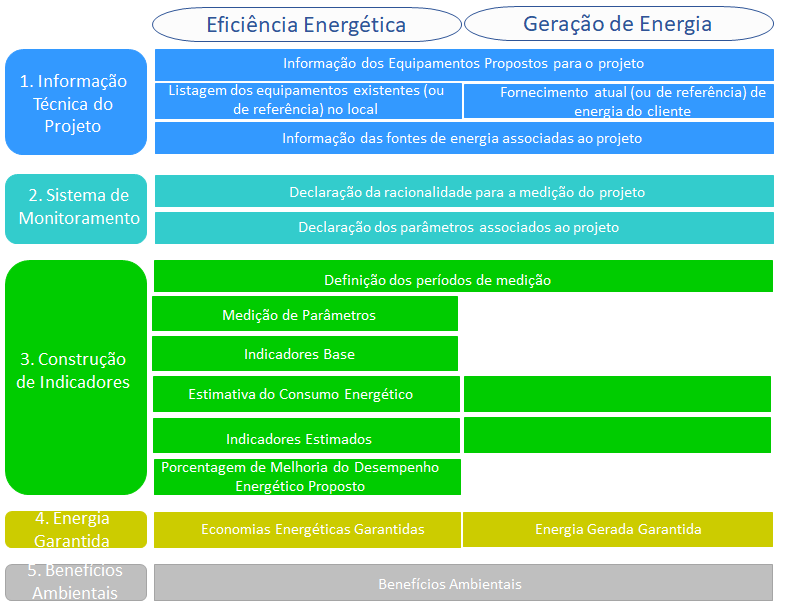 Eficiência Energética
Geração de Energia
1. Informação
Técnica do
Projeto
Informação dos Equipamentos Propostos para o projeto
Listagem dos equipamentos existentes (ou
de referência) no local
Fornecimento atual (ou de referência) de
energia do cliente
Informação das fontes de energia associadas ao projeto
2. Sistema de
Monitoramento
Declaração da racionalidade para a medição do projeto
Declaração dos parâmetros associados ao projeto
3. Construção
de Indicadores
Definição dos períodos de medição
Medição de Parâmetros
Indicadores Base
Estimativa do Consumo Energético
Indicadores Estimados
Porcentagem de Melhoria do Desempenho
Energético Proposto
4. Energia
Garantida
Economias Energéticas Garantidas
Energia Gerada Garantida
5. Benefícios
Ambientais
Benefícios Ambientais